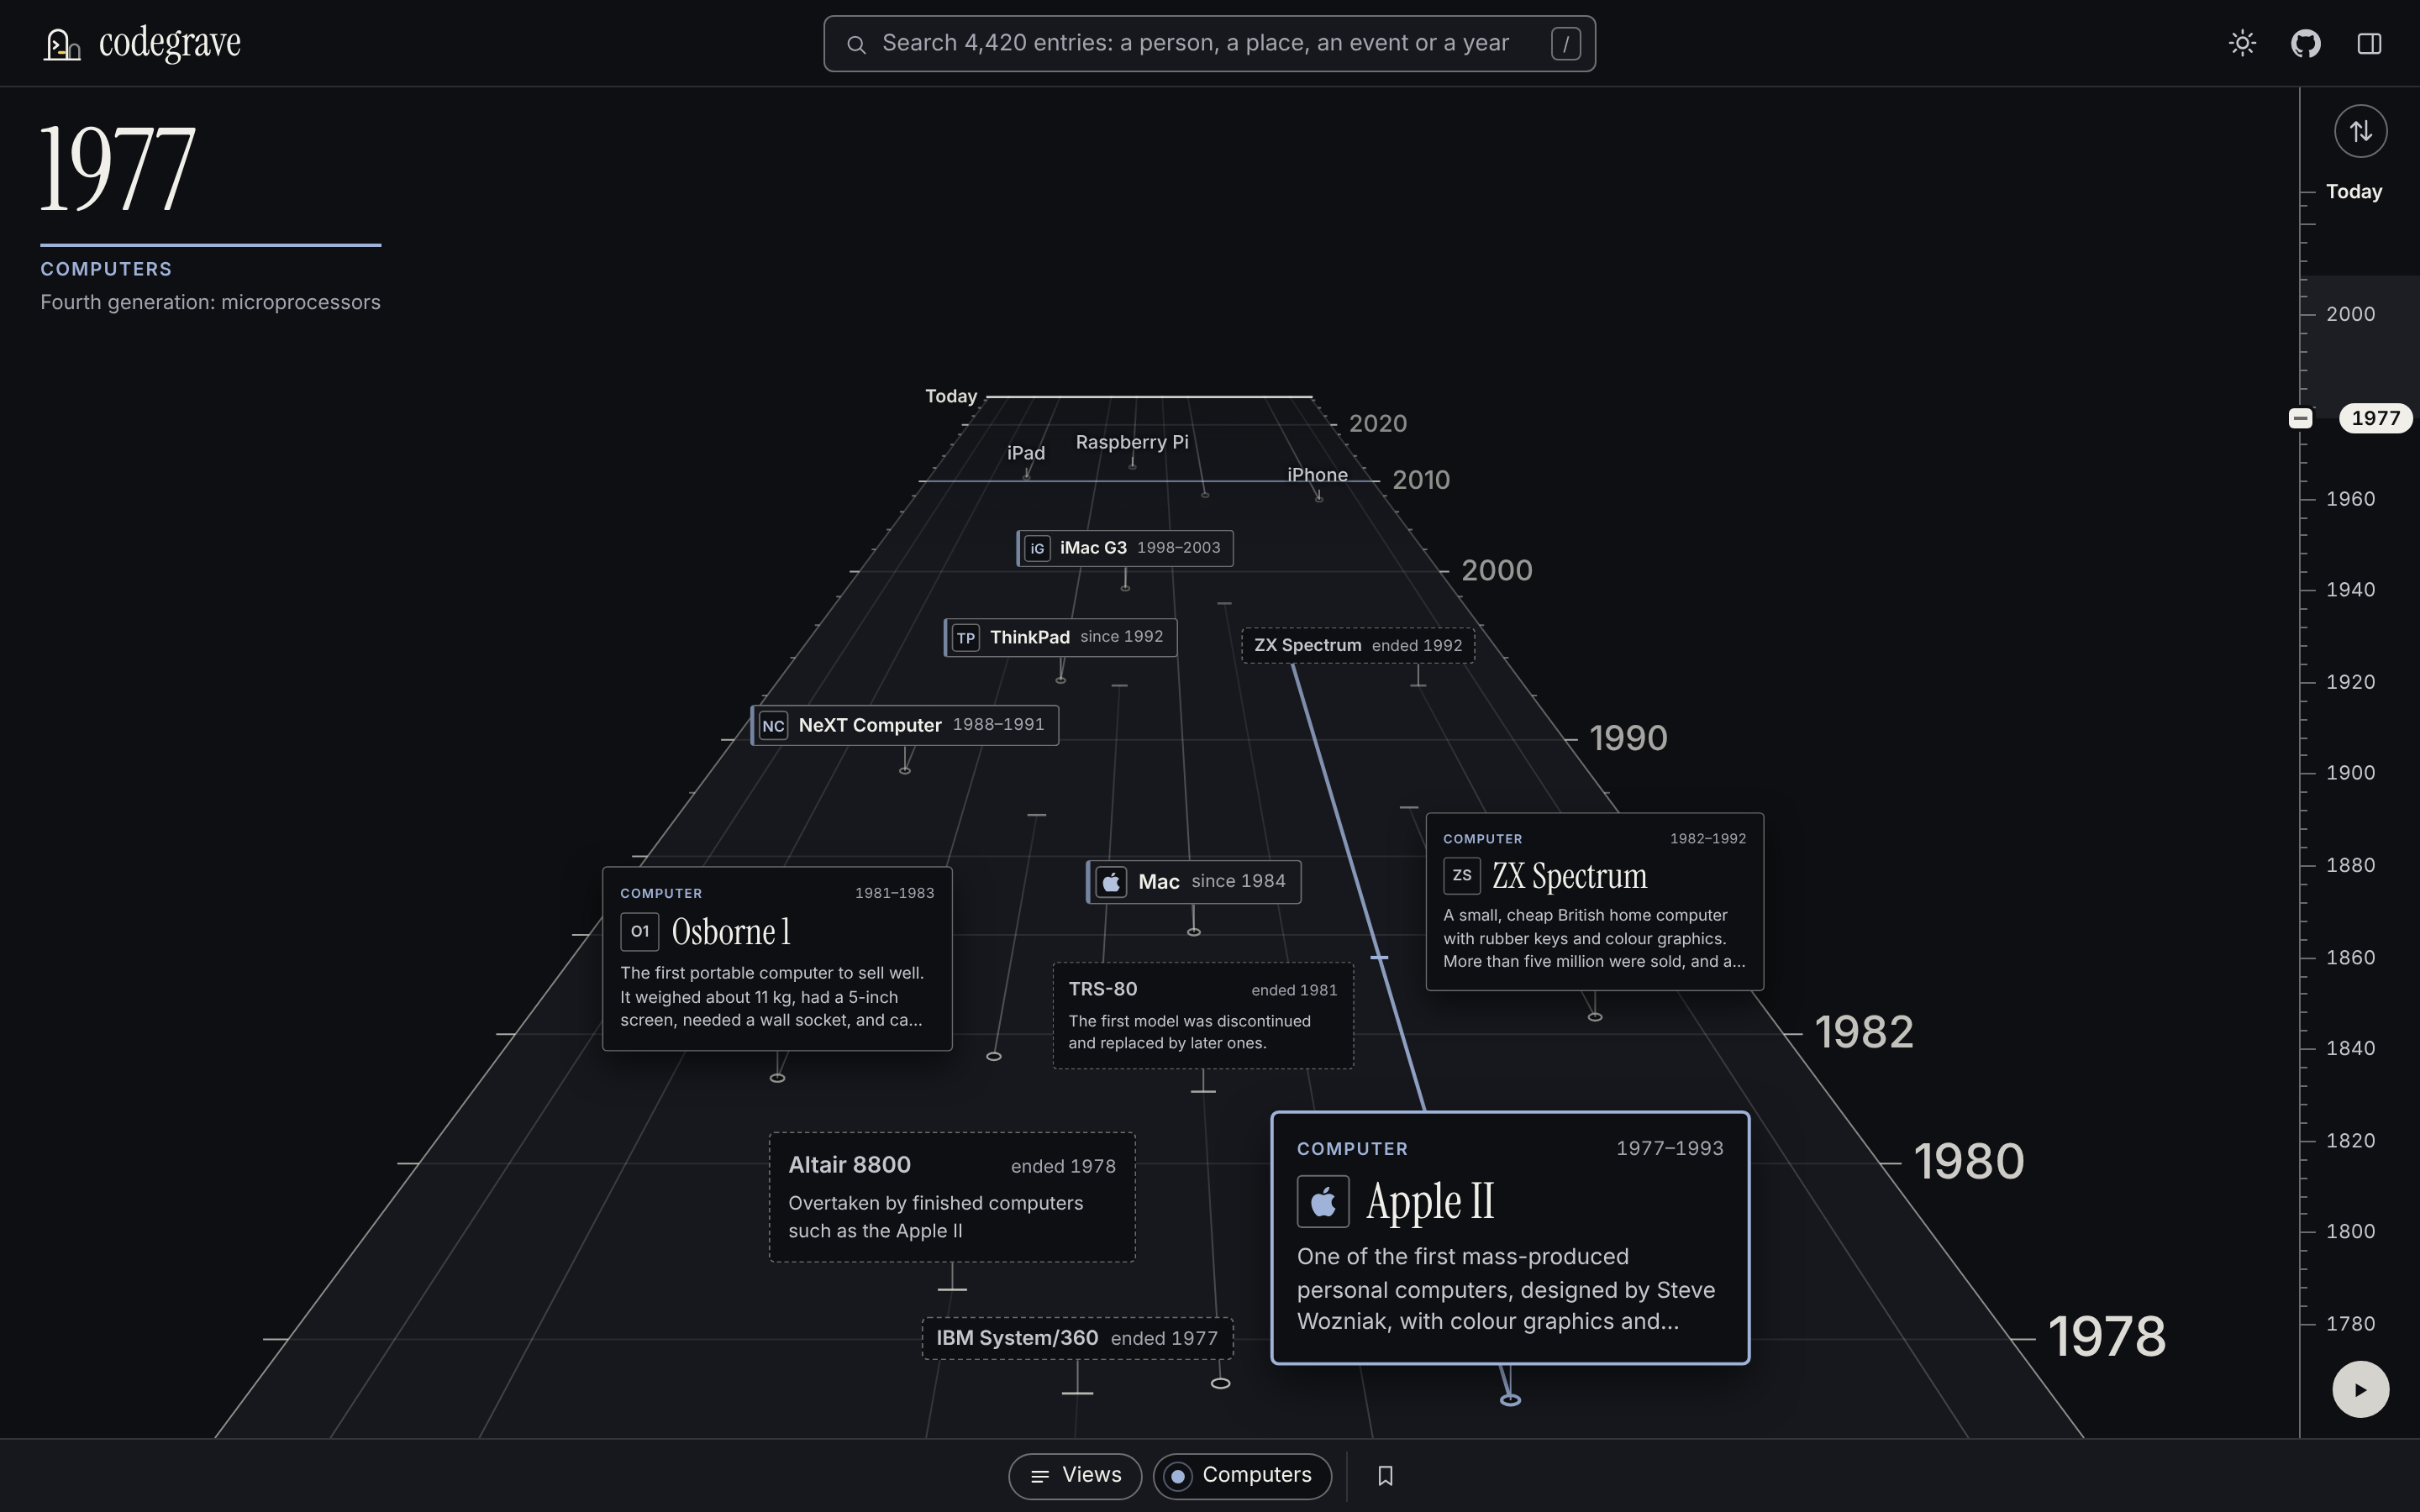 codegrave
Search 4,420 entries: a person, a place, an event or a year
/
1977
COMPUTERS
Fourth generation: microprocessors
Today
2020
iPad
Raspberry Pi
iPhone
2010
iG iMac G3 1998–2003
2000
TP ThinkPad since 1992
ZX Spectrum ended 1992
NC NeXT Computer 1988–1991
1990
COMPUTER 1982–1992
ZS ZX Spectrum
A small, cheap British home computer
with rubber keys and colour graphics.
More than five million were sold, and a...
COMPUTER 1981–1983
O1 Osborne 1
The first portable computer to sell well.
It weighed about 11 kg, had a 5-inch
screen, needed a wall socket, and ca...
Mac since 1984
TRS-80 ended 1981
The first model was discontinued
and replaced by later ones.
1982
Altair 8800 ended 1978
Overtaken by finished computers
such as the Apple II
COMPUTER 1977–1993
Apple II
One of the first mass-produced
personal computers, designed by Steve
Wozniak, with colour graphics and...
1980
IBM System/360 ended 1977
1978
Today
2000
1977
1960
1940
1920
1900
1880
1860
1840
1820
1800
1780
Views
Computers